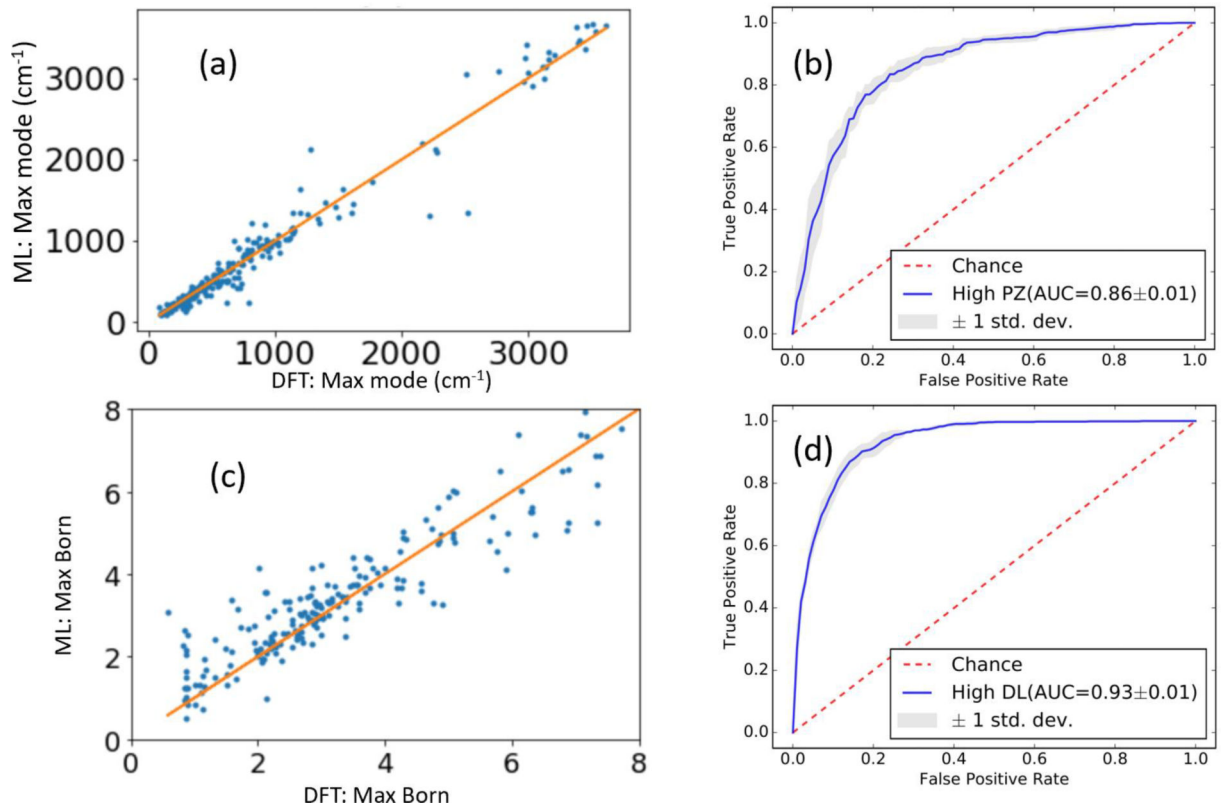 (a)
ML: Max mode (cm⁻¹)
3000
2000
1000
0
0 1000 2000 3000
DFT: Max mode (cm⁻¹)
(b)
True Positive Rate
1.0
0.8
0.6
0.4
0.2
0.0
Chance
High PZ(AUC=0.86±0.01)
± 1 std. dev.
0.0 0.2 0.4 0.6 0.8 1.0
False Positive Rate
(c)
ML: Max Born
8
6
4
2
0
0 2 4 6 8
DFT: Max Born
(d)
True Positive Rate
1.0
0.8
0.6
0.4
0.2
0.0
Chance
High DL(AUC=0.93±0.01)
± 1 std. dev.
0.0 0.2 0.4 0.6 0.8 1.0
False Positive Rate